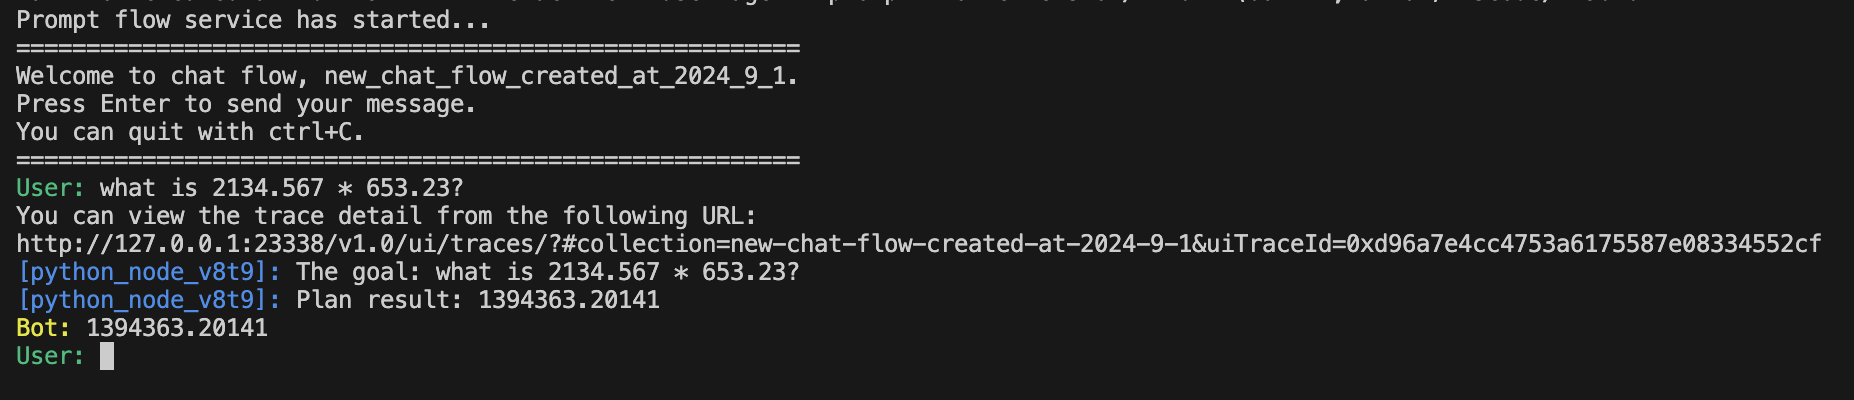 Prompt flow service has started...
========================================================
Welcome to chat flow, new_chat_flow_created_at_2024_9_1.
Press Enter to send your message.
You can quit with ctrl+C.
========================================================
User: what is 2134.567 * 653.23?
You can view the trace detail from the following URL:
http://127.0.0.1:23338/v1.0/ui/traces/?#collection=new-chat-flow-created-at-2024-9-1&uiTraceId=0xd96a7e4cc4753a6175587e08334552cf
[python_node_v8t9]: The goal: what is 2134.567 * 653.23?
[python_node_v8t9]: Plan result: 1394363.20141
Bot: 1394363.20141
User: